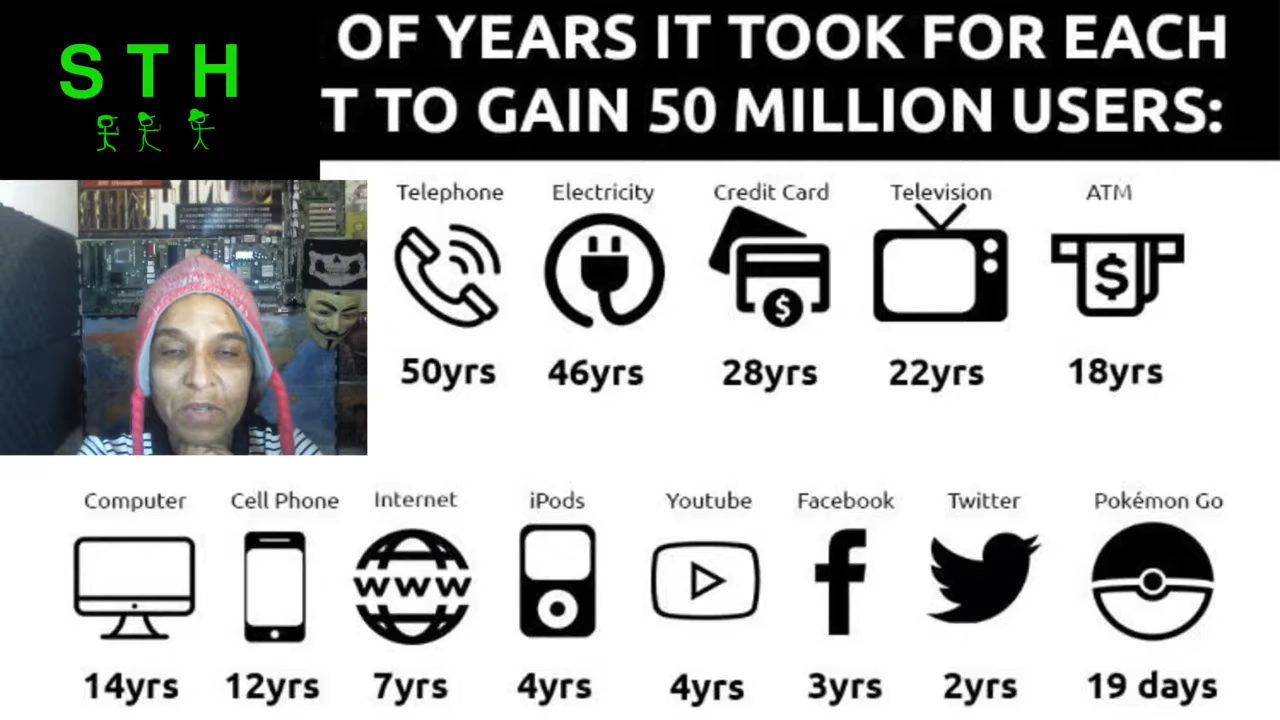 STH
OF YEARS IT TOOK FOR EACH
T TO GAIN 50 MILLION USERS:
Telephone Electricity Credit Card Television ATM
$ $
50yrs 46yrs 28yrs 22yrs 18yrs
Computer Cell Phone Internet iPods Youtube Facebook Twitter Pokémon Go
www f
14yrs 12yrs 7yrs 4yrs 4yrs 3yrs 2yrs 19 days